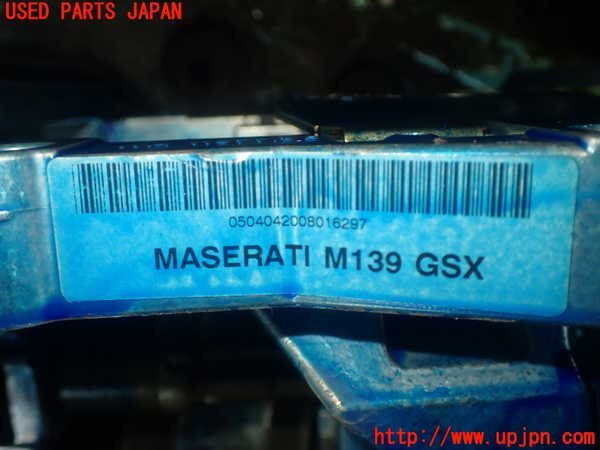 USED PARTS JAPAN
0504042008016297
MASERATI M139 GSX
http://www.upjpn.com/